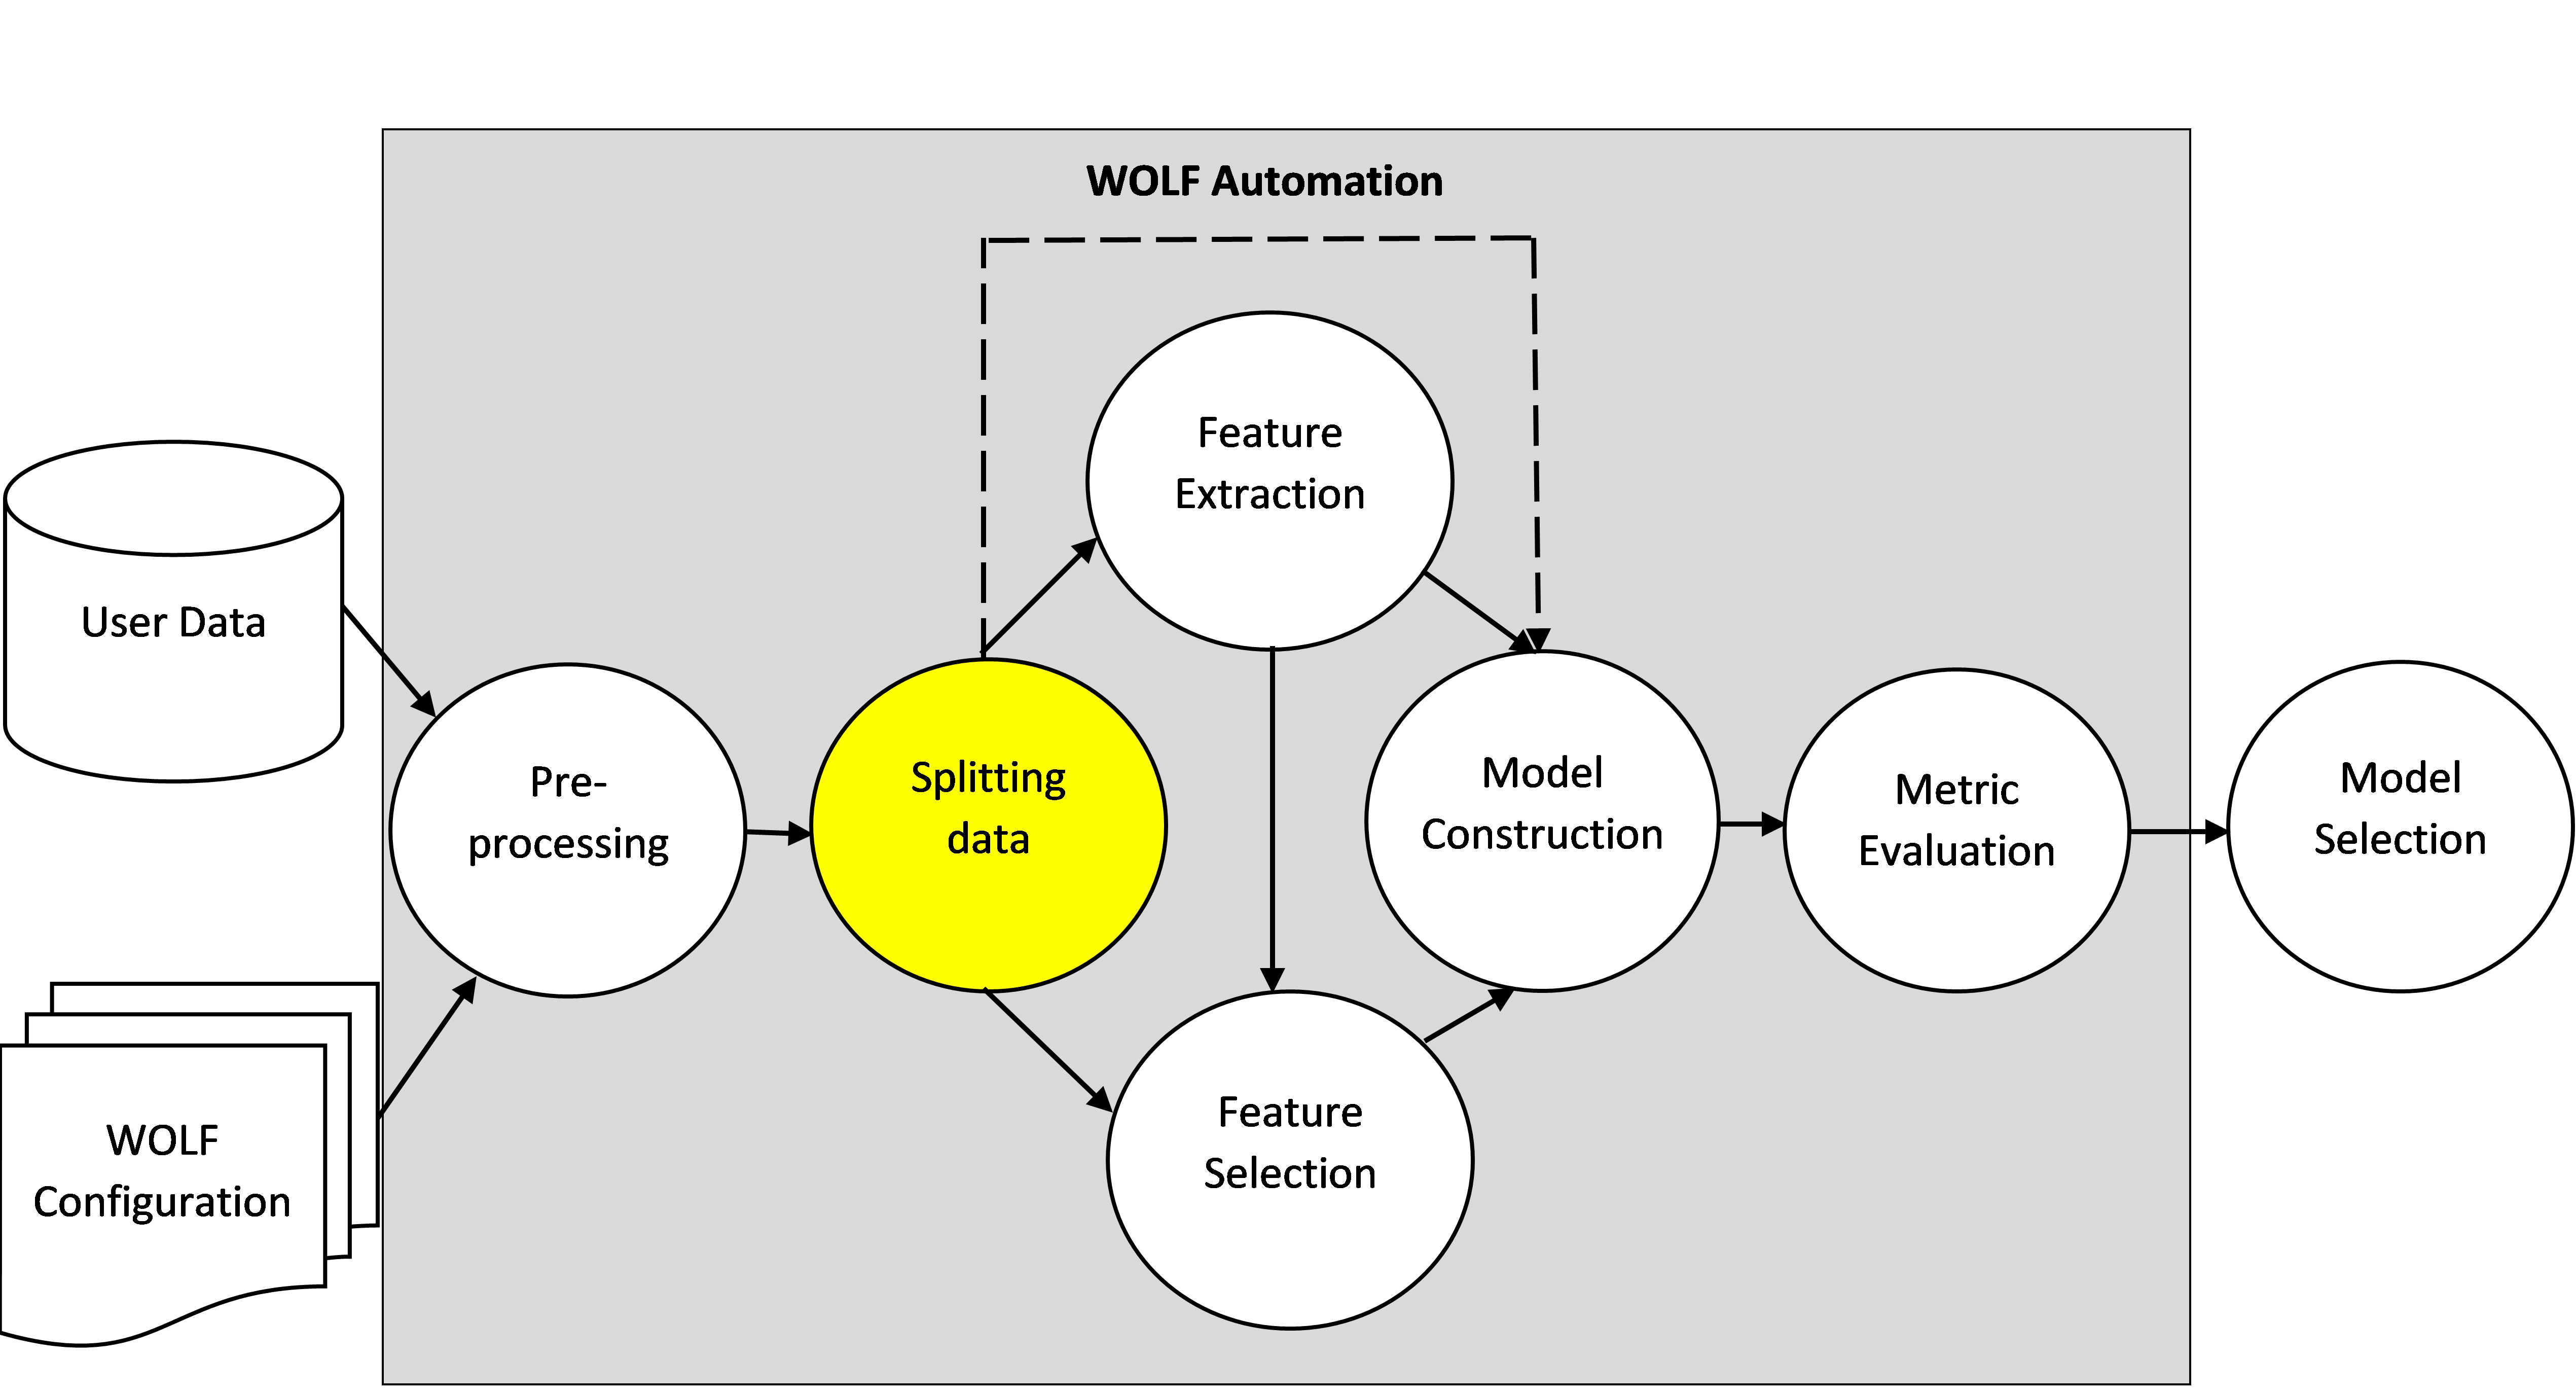 WOLF Automation
Feature
Extraction
User Data
Pre-
processing
Splitting
data
Model
Construction
Metric
Evaluation
Model
Selection
WOLF
Configuration
Feature
Selection